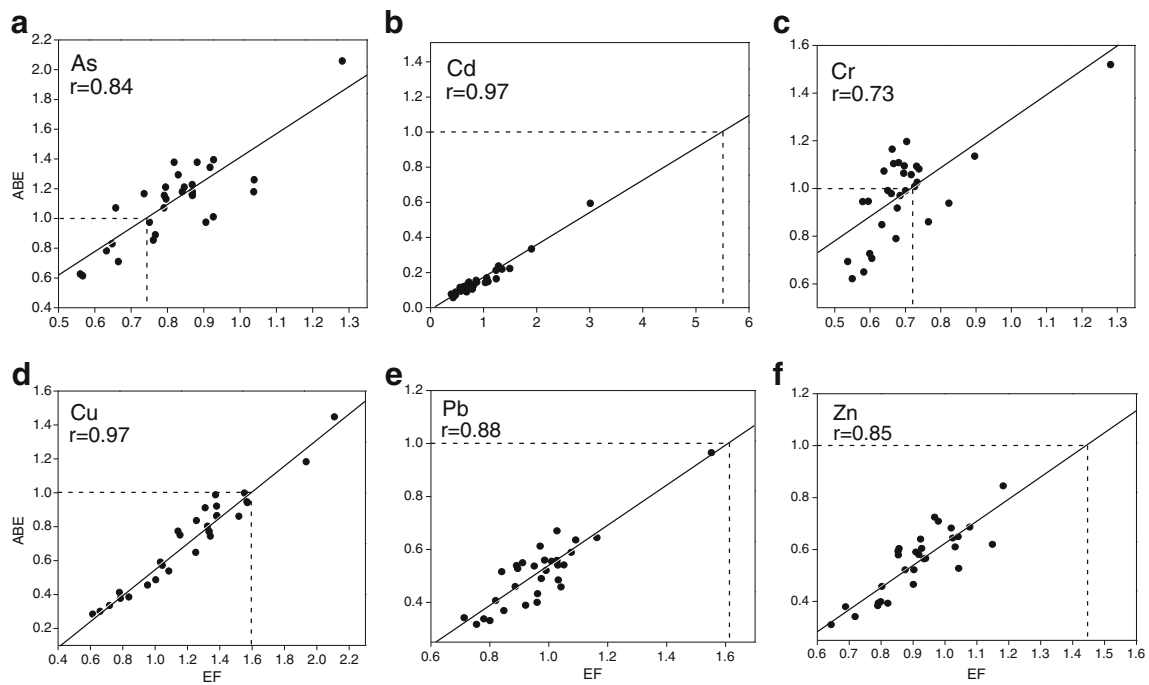 a
As
r=0.84
ABE
2.2
2.0
1.8
1.6
1.4
1.2
1.0
0.8
0.6
0.4
0.5 0.6 0.7 0.8 0.9 1.0 1.1 1.2 1.3
b
Cd
r=0.97
1.4
1.2
1.0
0.8
0.6
0.4
0.2
0.0
0 1 2 3 4 5 6
c
Cr
r=0.73
1.6
1.4
1.2
1.0
0.8
0.6
0.5 0.6 0.7 0.8 0.9 1.0 1.1 1.2 1.3
d
Cu
r=0.97
ABE
1.6
1.4
1.2
1.0
0.8
0.6
0.4
0.2
0.4 0.6 0.8 1.0 1.2 1.4 1.6 1.8 2.0 2.2
EF
e
Pb
r=0.88
1.2
1.0
0.8
0.6
0.4
0.6 0.8 1.0 1.2 1.4 1.6
EF
f
Zn
r=0.85
1.2
1.0
0.8
0.6
0.4
0.6 0.7 0.8 0.9 1.0 1.1 1.2 1.3 1.4 1.5 1.6
EF